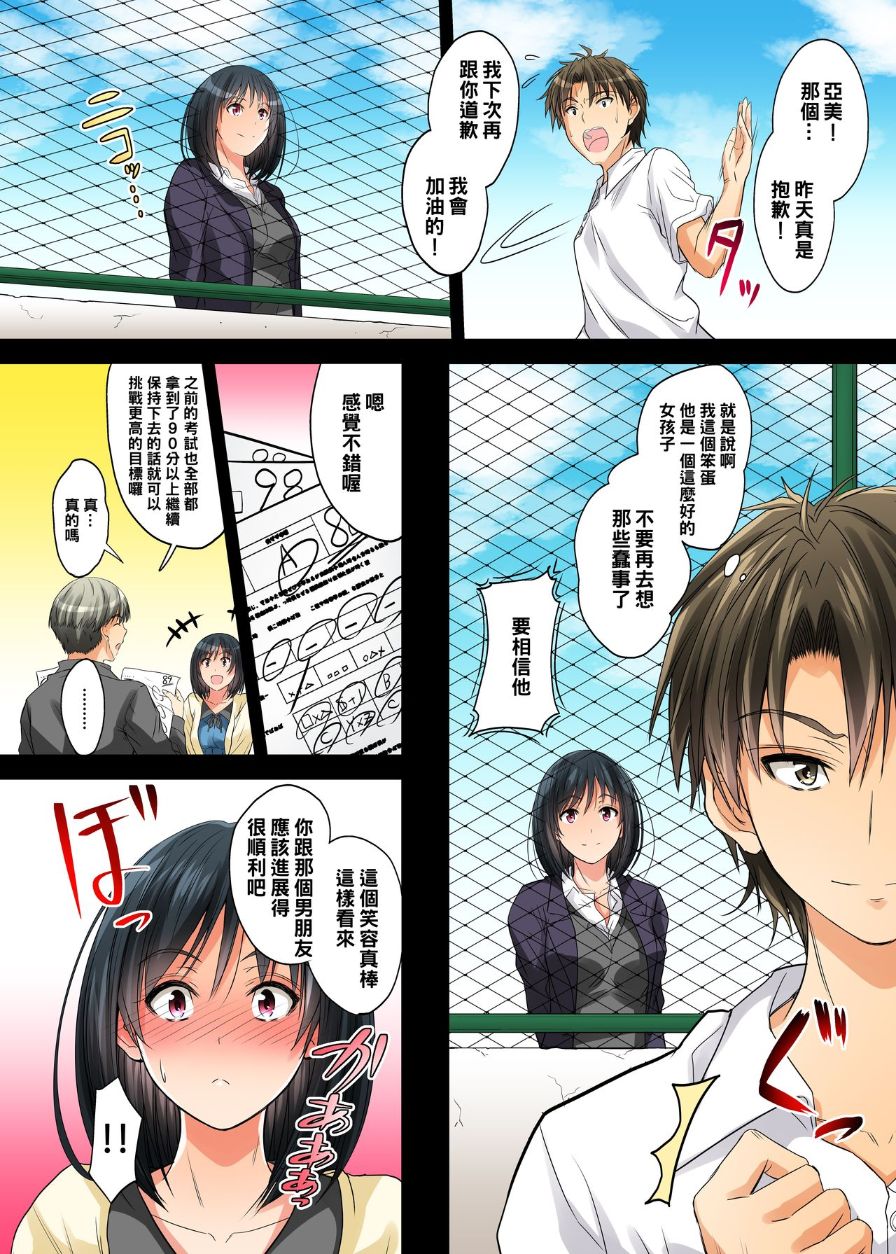 亞美！
那個…
昨天真是
抱歉！
我下次再
跟你道歉
我會
加油的！
タッ
ニコ…
就是說啊
我這個笨蛋
他是一個這麼好的
女孩子
不要再去想
那些蠢事了
要相信他
ぐっ
嗯
感覺不錯喔
98
A
88
之前的考試也全部都
拿到了90分以上繼續
保持下去的話就可以
挑戰更高的目標囉
真…
真的嗎
………
89
這個笑容真棒
這樣看來
你跟那個男朋友
應該進展得
很順利吧
ぼっ
かあぁぁっ
!!